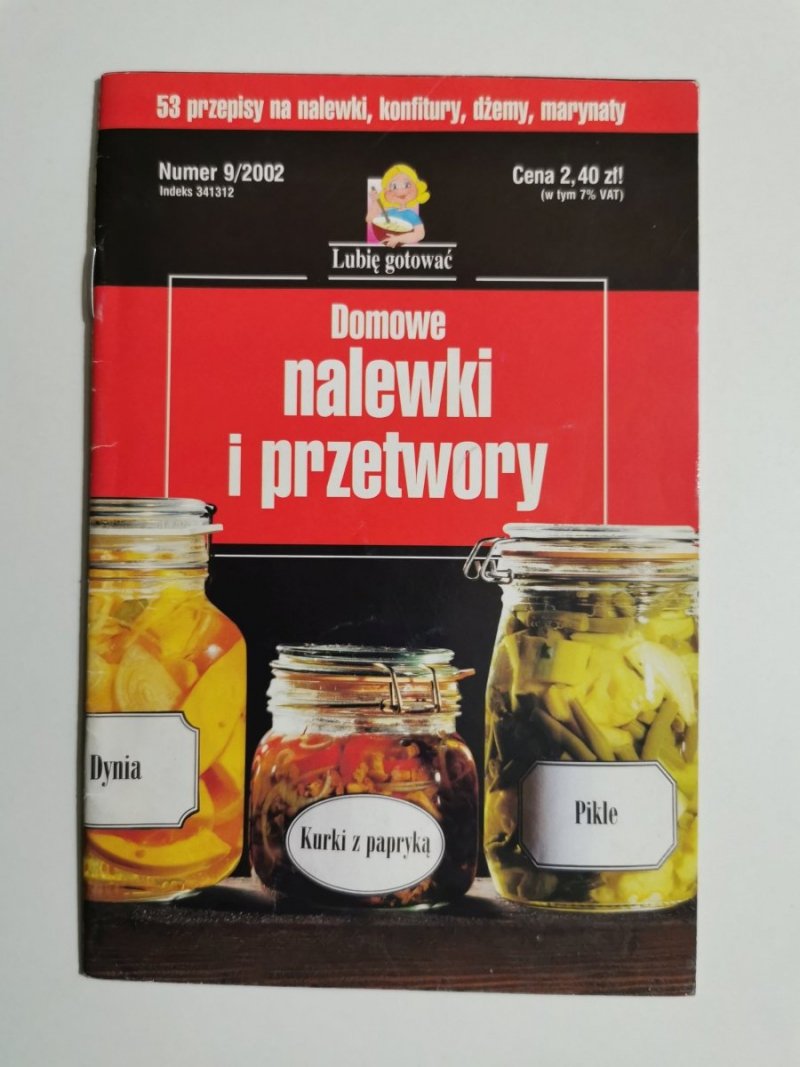 53 przepisy na nalewki, konfitury, dżemy, marynaty
Numer 9/2002
Indeks 341312
Cena 2,40 zł!
(w tym 7% VAT)
Lubię gotować
Domowe
nalewki
i przetwory
Dynia
Kurki z papryką
Pikle